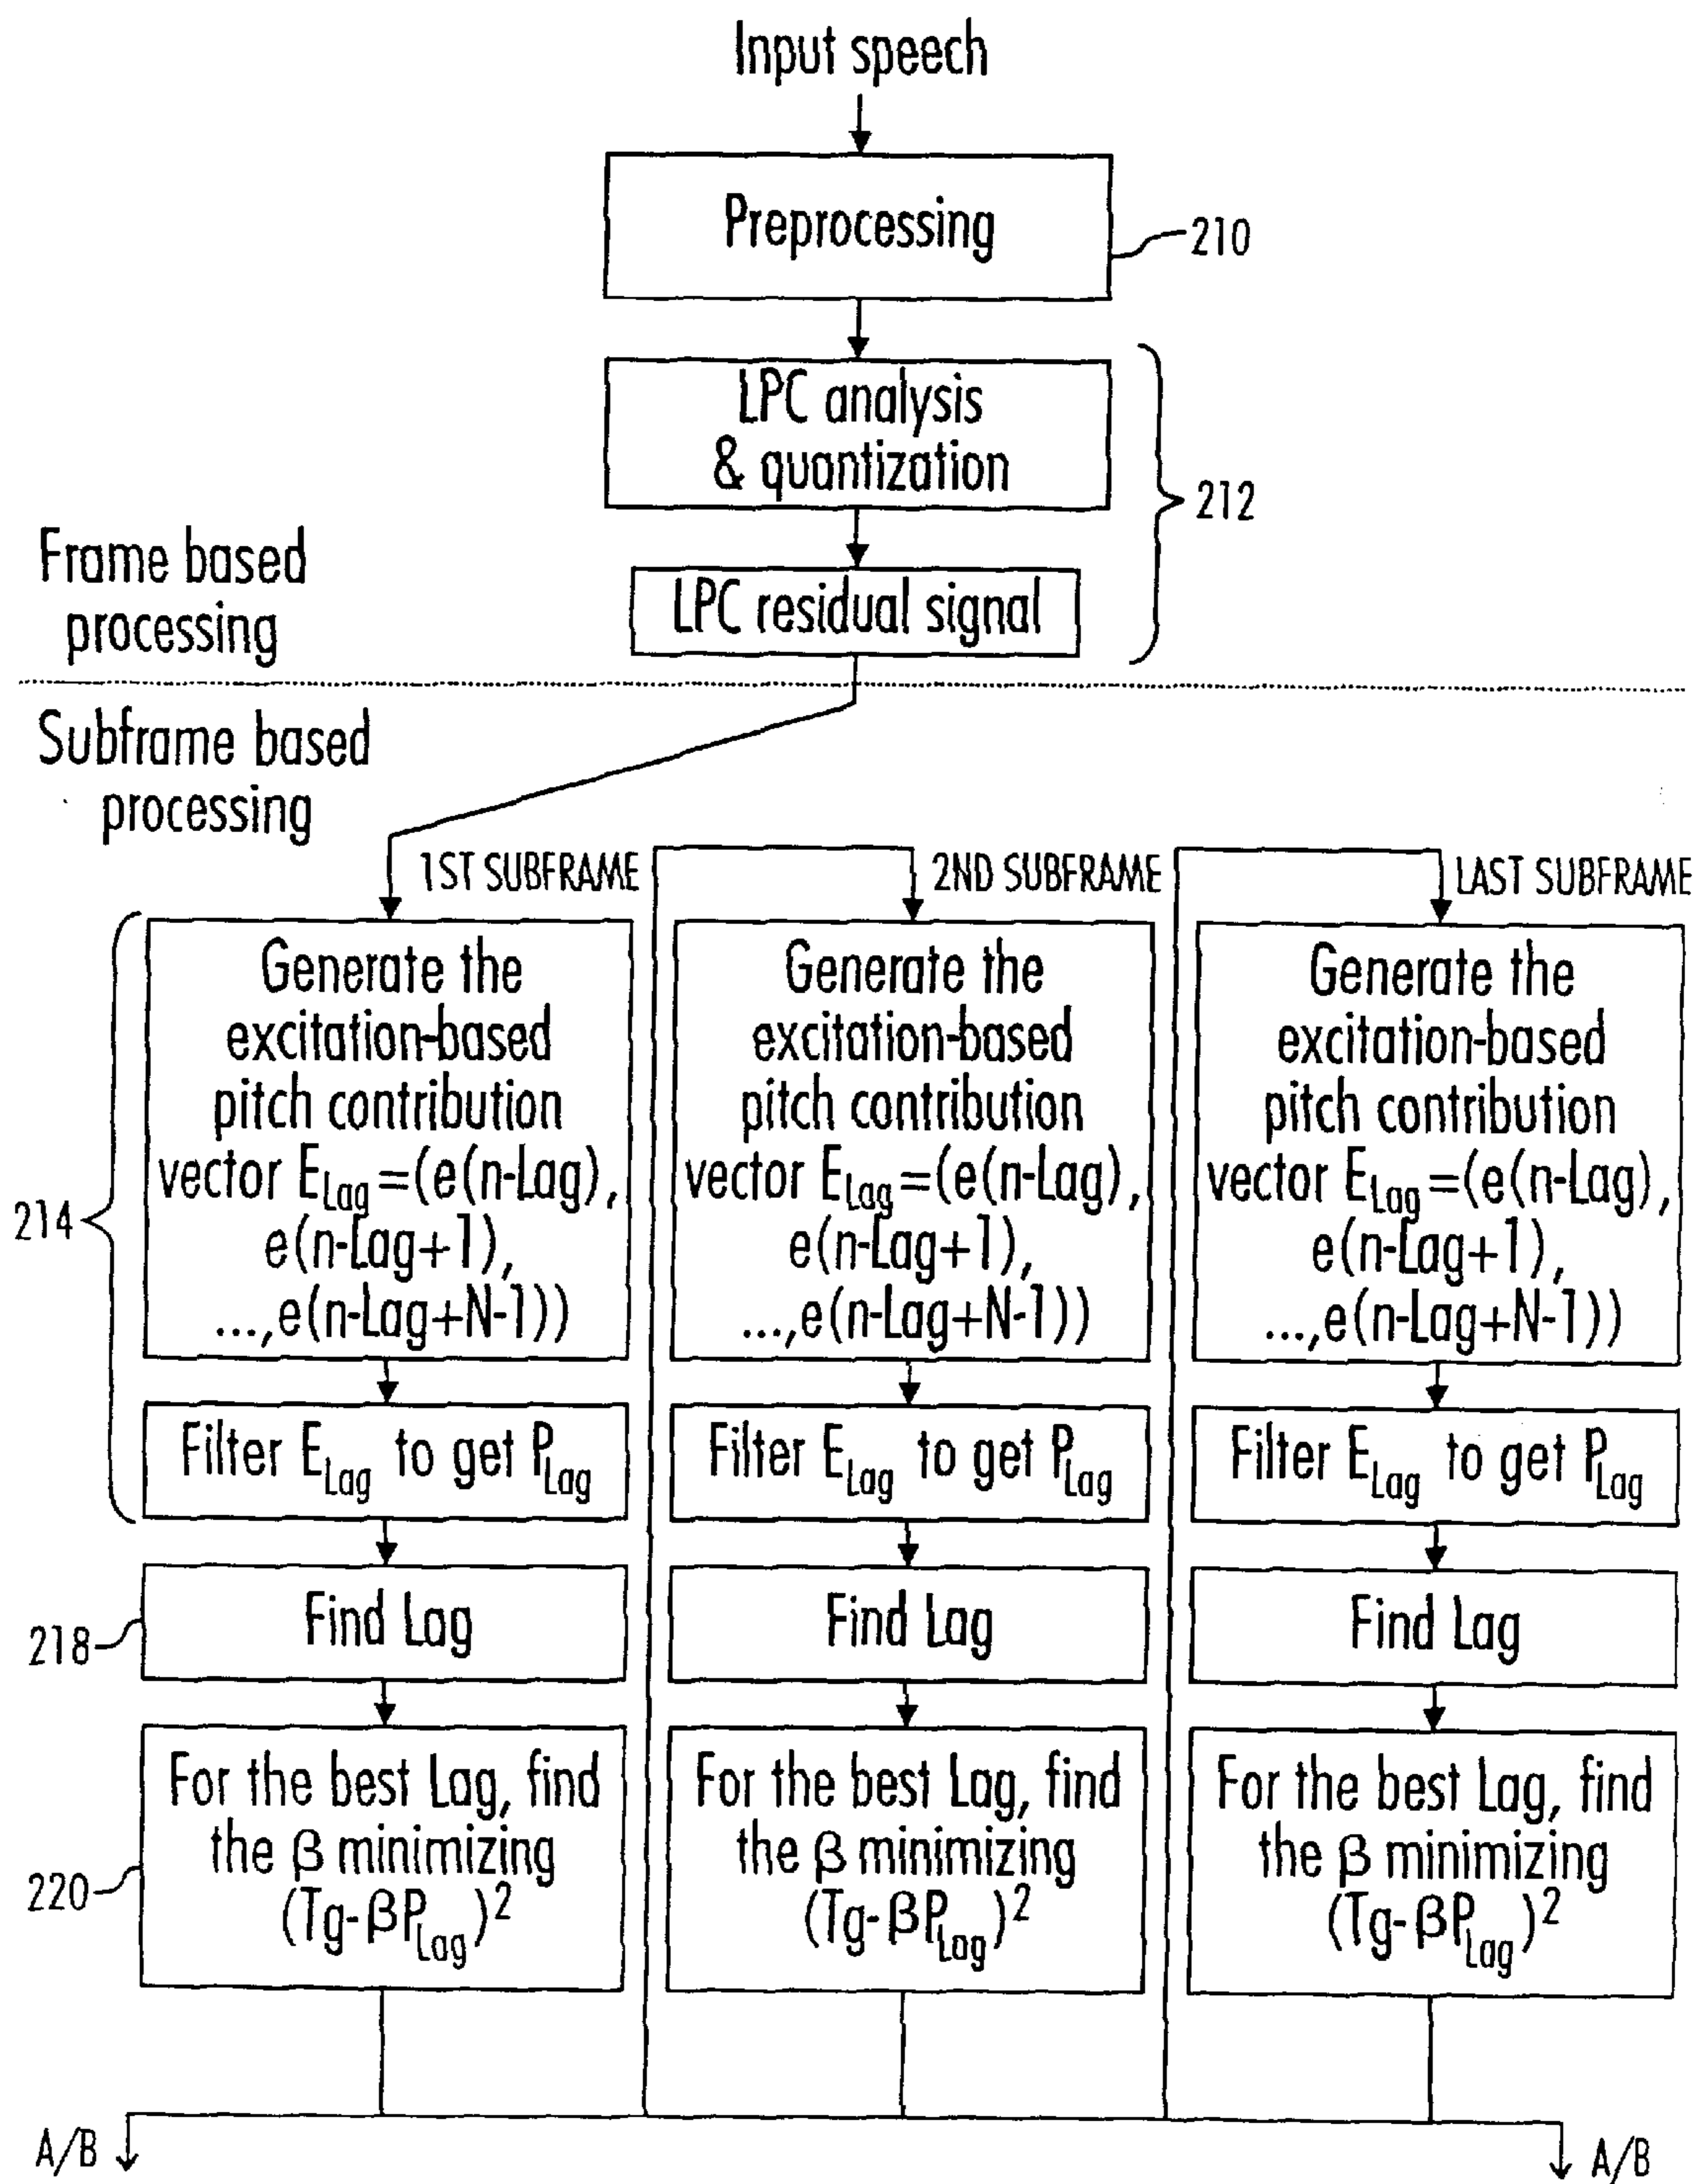 Input speech
Preprocessing
210
LPC analysis
& quantization
212
LPC residual signal
Frame based
processing
Subframe based
processing
1ST SUBFRAME
2ND SUBFRAME
LAST SUBFRAME
214
Generate the
excitation-based
pitch contribution
vector E_Lag=(e(n-Lag),
e(n-Lag+1),
...,e(n-Lag+N-1))
Filter E_Lag to get P_Lag
218
Find Lag
220
For the best Lag, find
the β minimizing
(Tg-βP_Lag)²
Generate the
excitation-based
pitch contribution
vector E_Lag=(e(n-Lag),
e(n-Lag+1),
...,e(n-Lag+N-1))
Filter E_Lag to get P_Lag
Find Lag
For the best Lag, find
the β minimizing
(Tg-βP_Lag)²
Generate the
excitation-based
pitch contribution
vector E_Lag=(e(n-Lag),
e(n-Lag+1),
...,e(n-Lag+N-1))
Filter E_Lag to get P_Lag
Find Lag
For the best Lag, find
the β minimizing
(Tg-βP_Lag)²
A/B
A/B